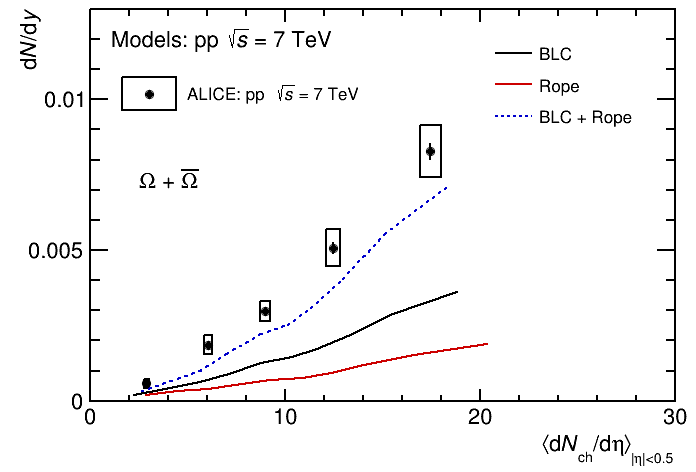 dN/dy
Models: pp √s = 7 TeV
ALICE: pp √s = 7 TeV
BLC
Rope
BLC + Rope
Ω + Ω̅
0.01
0.005
0
0 10 20 30
⟨dN_ch/dη⟩_|η|<0.5